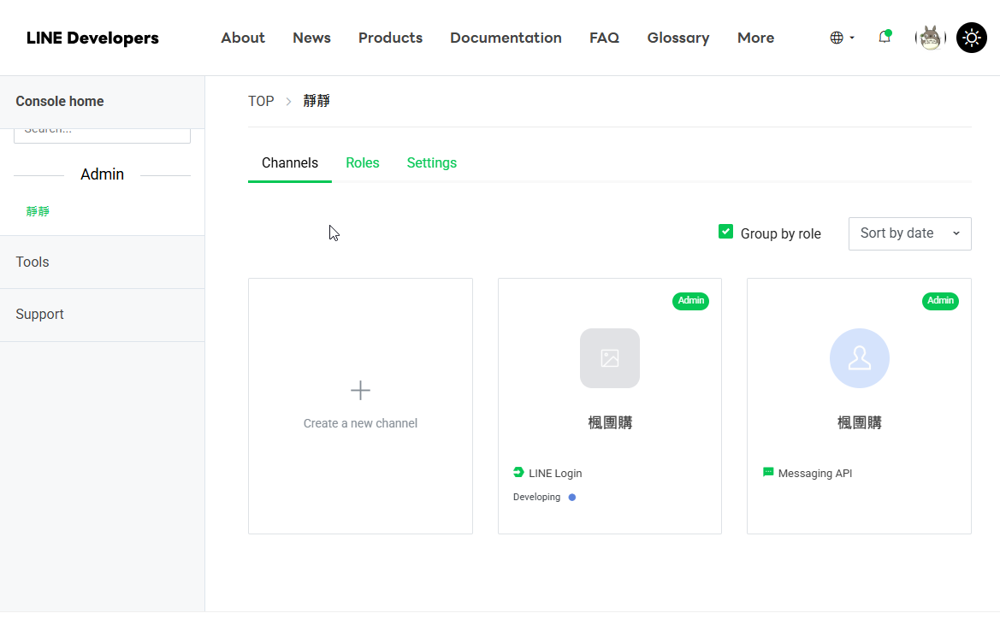 LINE Developers About News Products Documentation FAQ Glossary More
Console home
Search...
Admin
靜靜
Tools
Support
TOP > 靜靜
Channels Roles Settings
Group by role Sort by date
Create a new channel
Admin
楓團購
LINE Login
Developing
Admin
楓團購
Messaging API